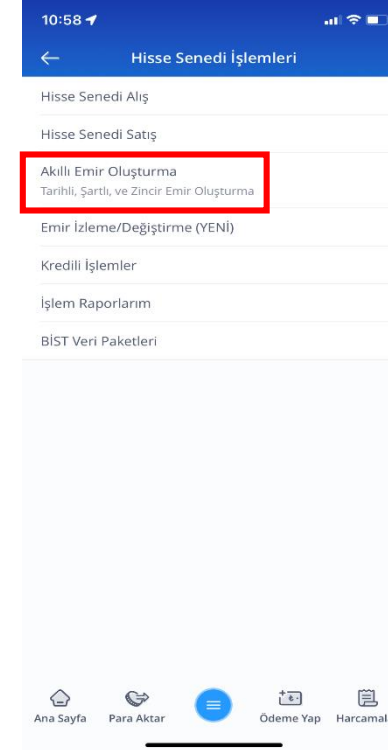 10:58
Hisse Senedi İşlemleri
Hisse Senedi Alış
Hisse Senedi Satış
Akıllı Emir Oluşturma
Tarihli, Şartlı, ve Zincir Emir Oluşturma
Emir İzleme/Değiştirme (YENİ)
Kredili İşlemler
İşlem Raporlarım
BİST Veri Paketleri
Ana Sayfa Para Aktar Ödeme Yap Harcamal